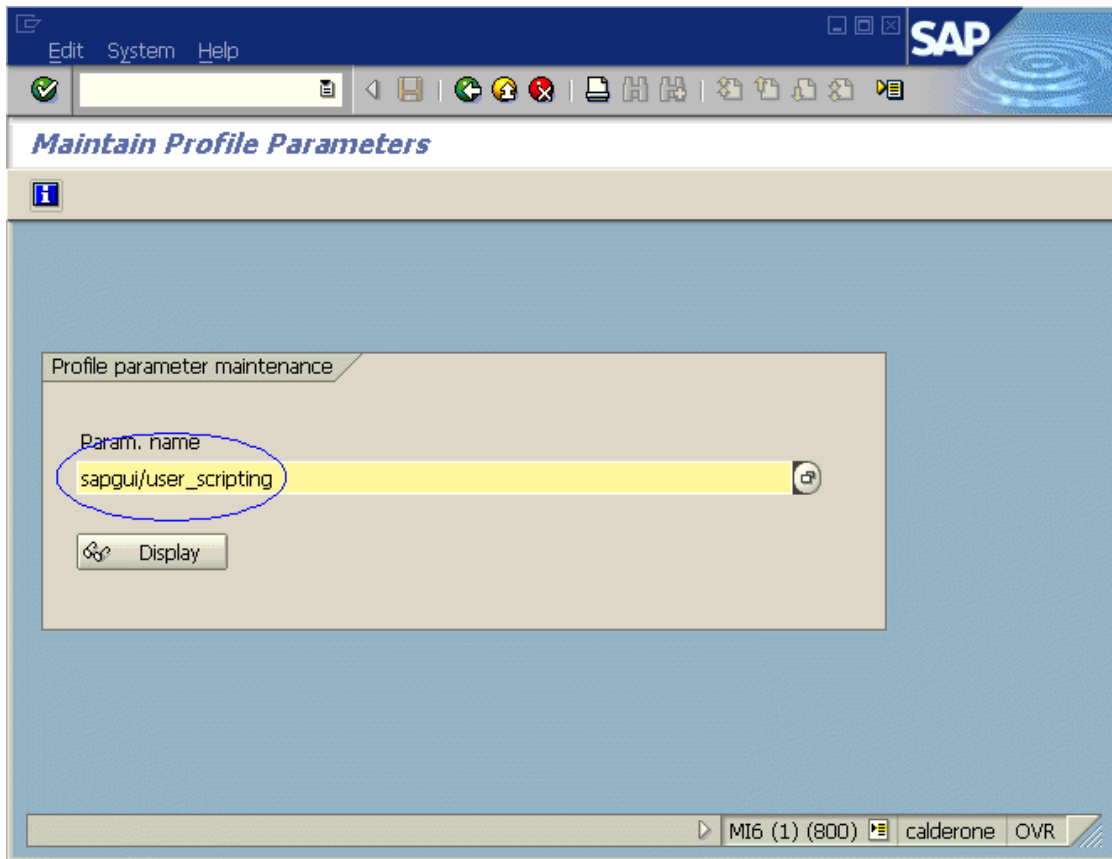 Edit System Help
SAP
Maintain Profile Parameters
Profile parameter maintenance
Param. name
sapgui/user_scripting
Display
MI6 (1) (800) calderone OVR